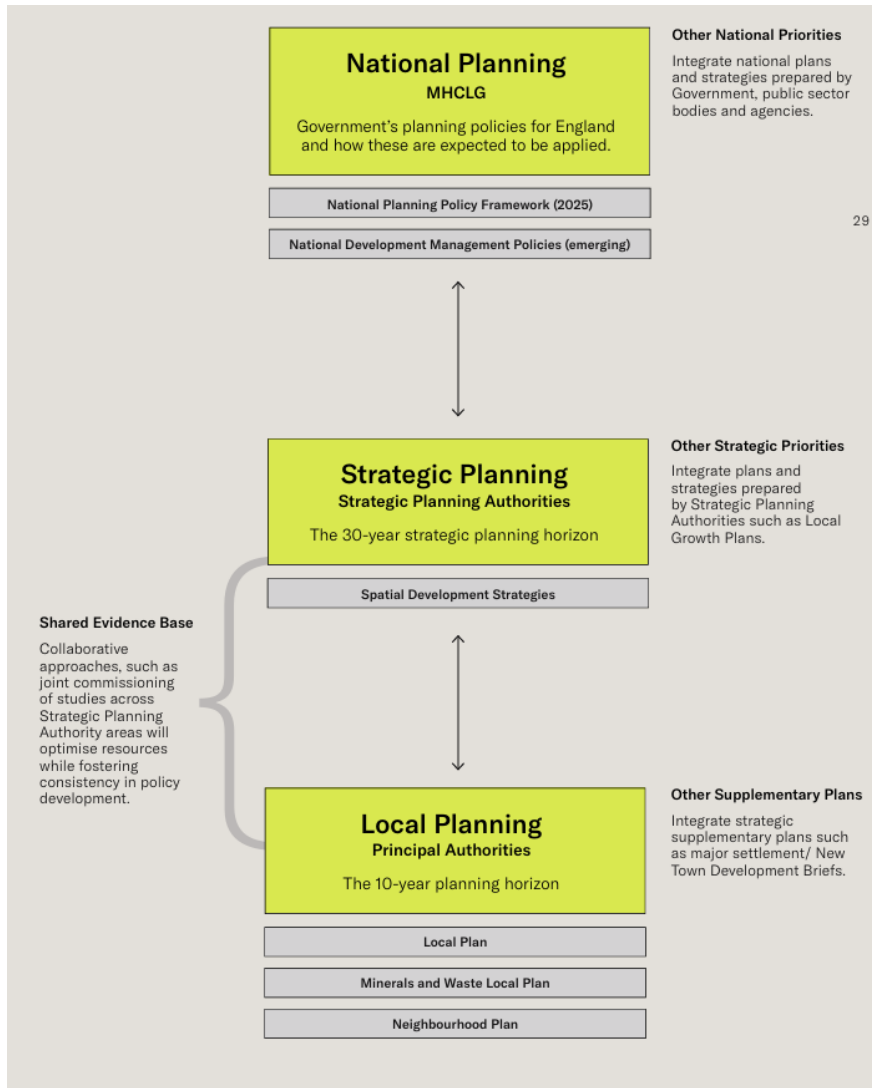 National Planning
MHCLG
Government's planning policies for England
and how these are expected to be applied.
Other National Priorities
Integrate national plans
and strategies prepared by
Government, public sector
bodies and agencies.
National Planning Policy Framework (2025)
29
National Development Management Policies (emerging)
Strategic Planning
Strategic Planning Authorities
The 30-year strategic planning horizon
Other Strategic Priorities
Integrate plans and
strategies prepared
by Strategic Planning
Authorities such as Local
Growth Plans.
Spatial Development Strategies
Shared Evidence Base
Collaborative
approaches, such as
joint commissioning
of studies across
Strategic Planning
Authority areas will
optimise resources
while fostering
consistency in policy
development.
Local Planning
Principal Authorities
The 10-year planning horizon
Other Supplementary Plans
Integrate strategic
supplementary plans such
as major settlement/ New
Town Development Briefs.
Local Plan
Minerals and Waste Local Plan
Neighbourhood Plan